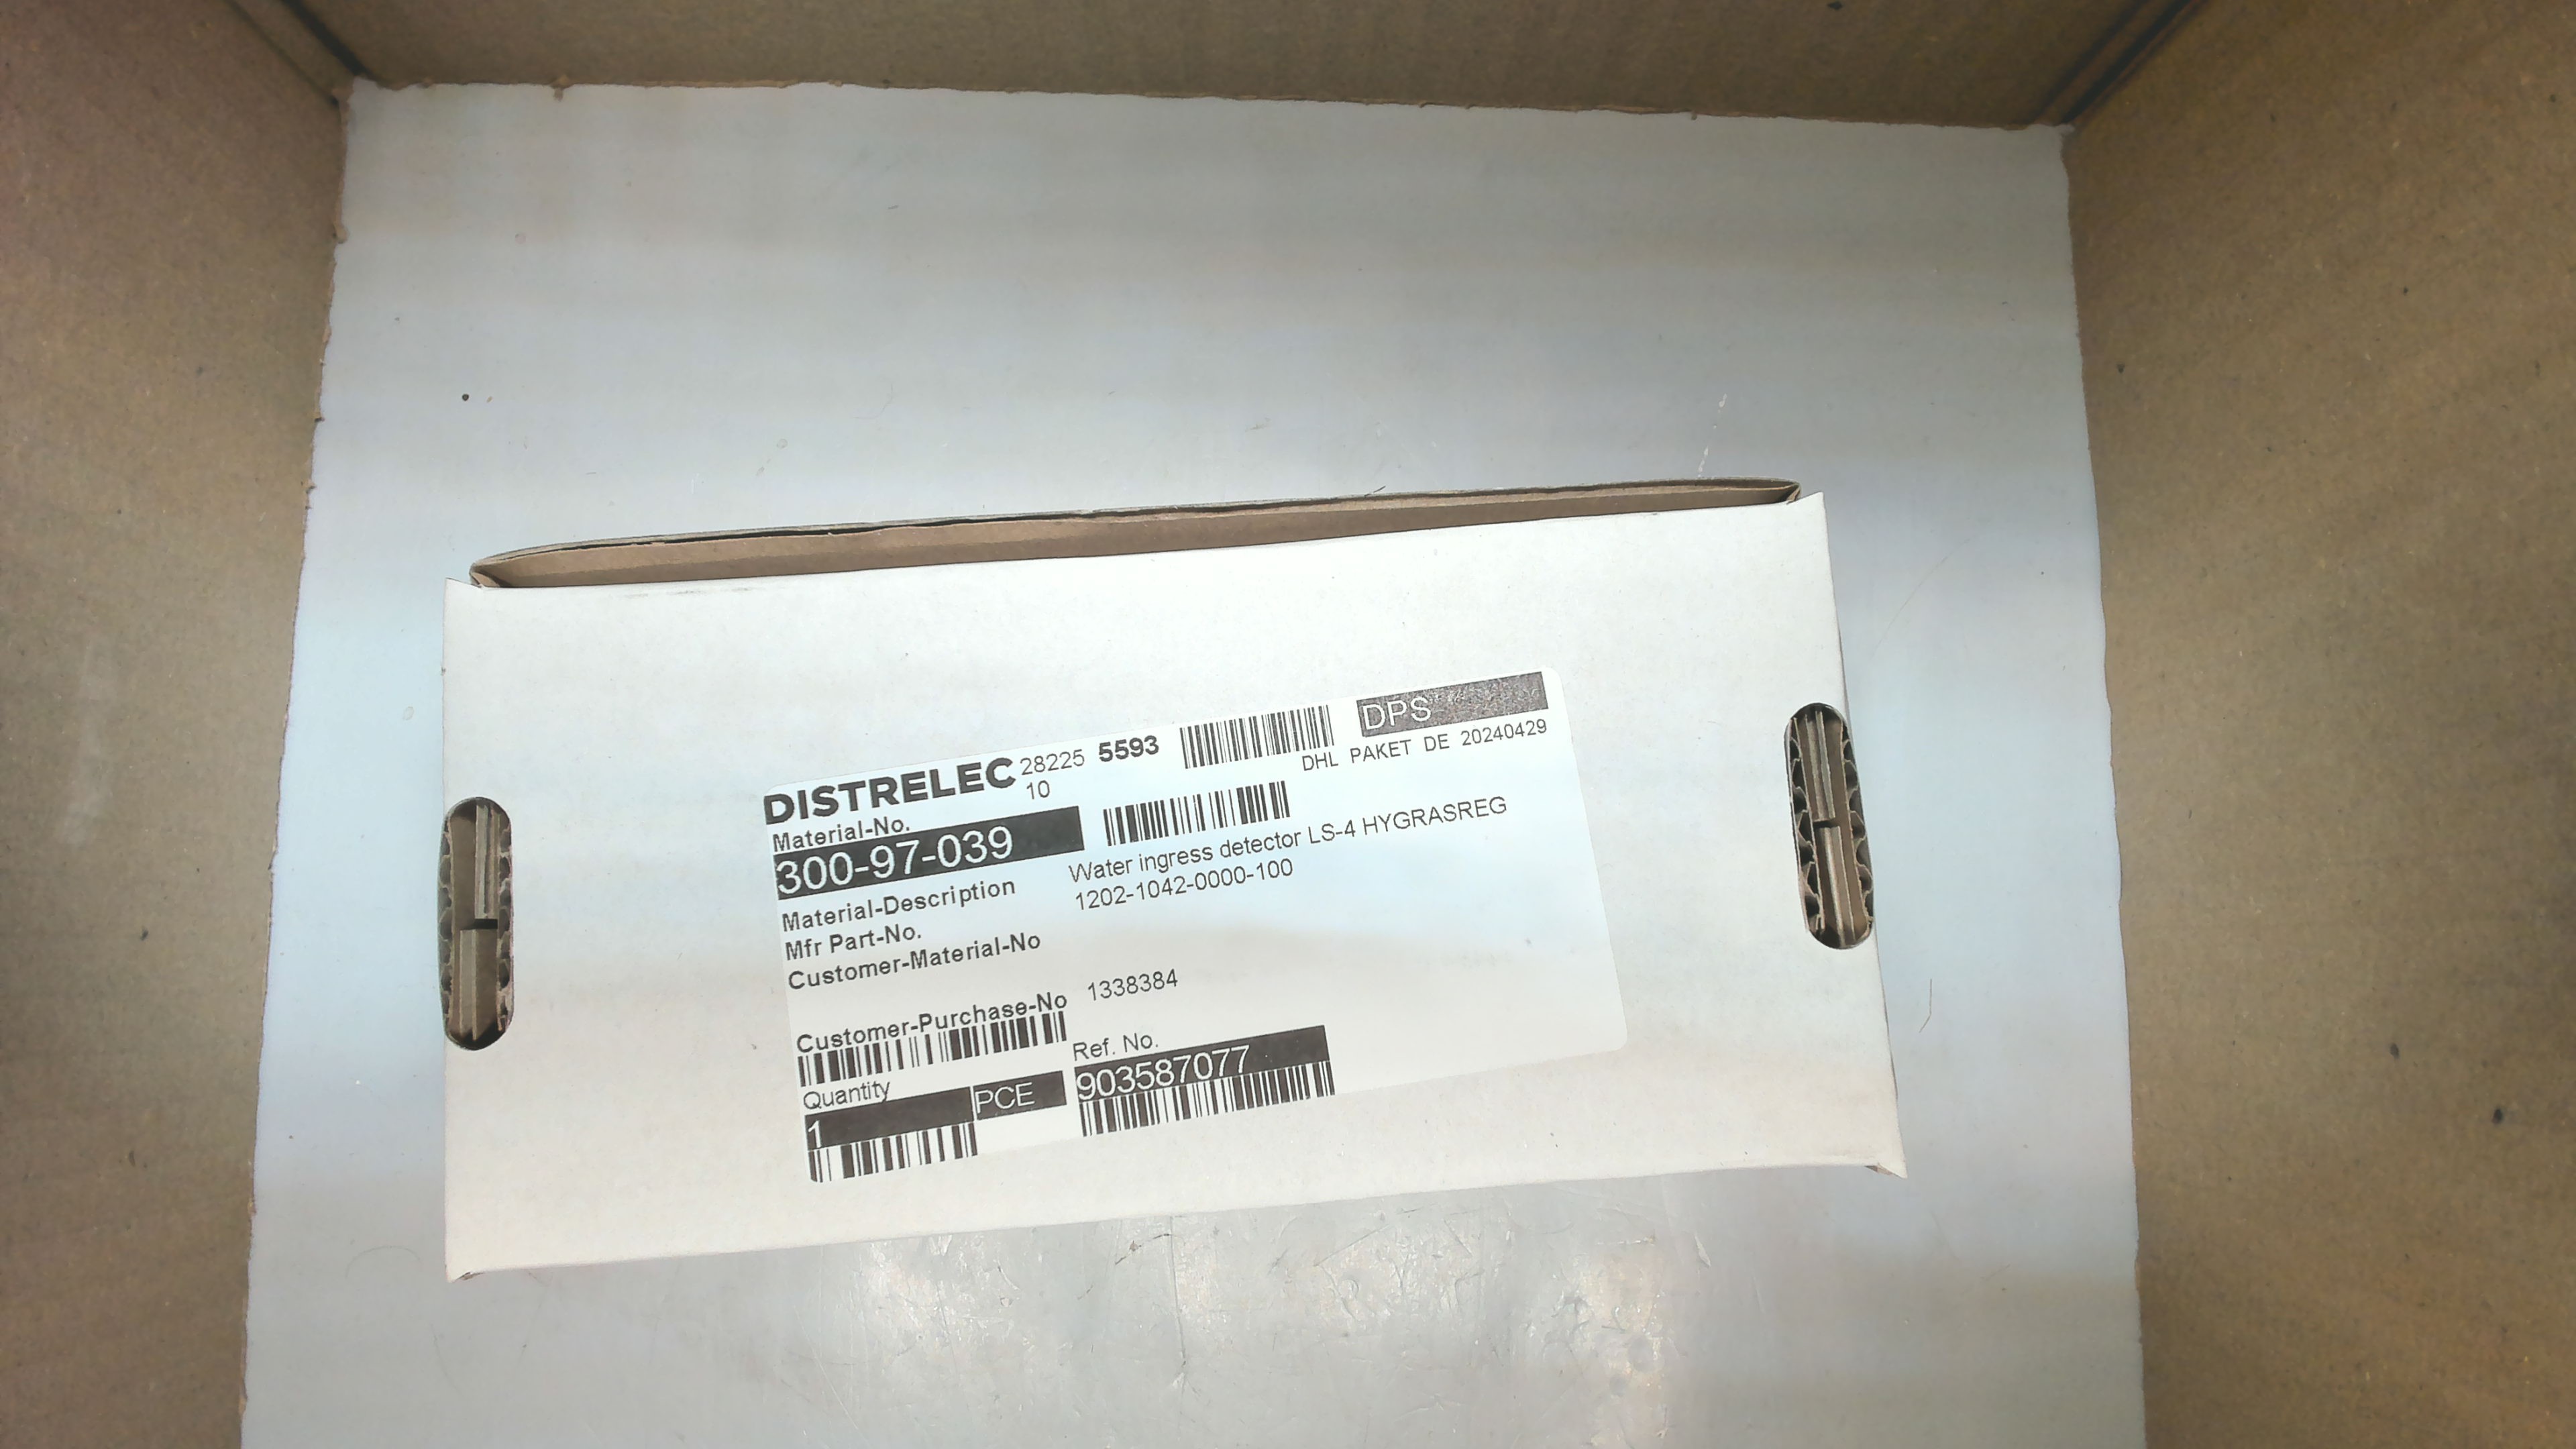 DISTRELEC 28225 5593 DPS
10 DHL PAKET DE 20240429
Material-No.
300-97-039
Material-Description Water ingress detector LS-4 HYGRASREG
Mfr Part-No. 1202-1042-0000-100
Customer-Material-No
Customer-Purchase-No 1338384
Quantity Ref. No.
1 PCE 903587077